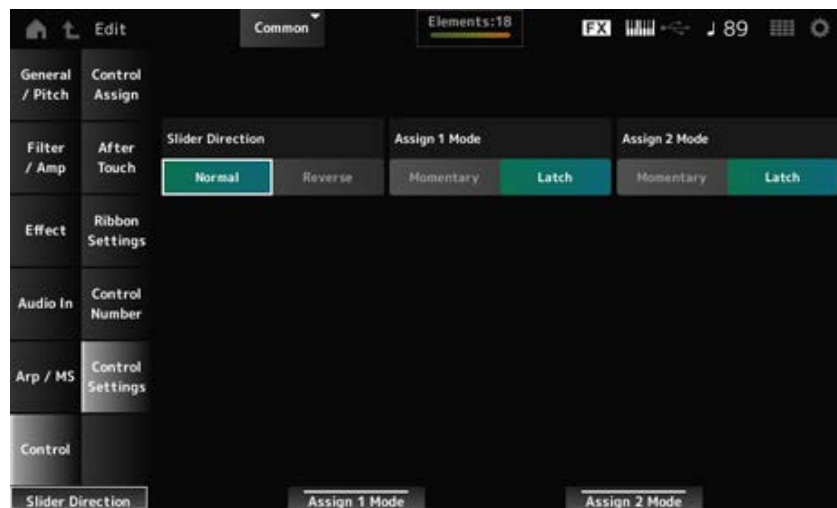 Edit
Common
Elements:18
FX
89
General
/ Pitch
Control
Assign
Filter
/ Amp
After
Touch
Slider Direction
Assign 1 Mode
Assign 2 Mode
Normal
Reverse
Momentary
Latch
Momentary
Latch
Effect
Ribbon
Settings
Audio In
Control
Number
Arp / MS
Control
Settings
Control
Slider Direction
Assign 1 Mode
Assign 2 Mode